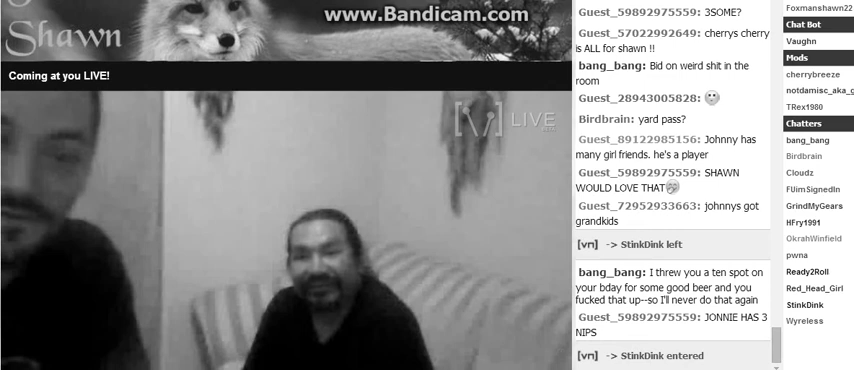 www.Bandicam.com
Shawn
Coming at you LIVE!
LIVE
Guest_59892975559: 3SOME?
Guest_57022992649: cherrys cherry
is ALL for shawn !!
bang_bang: Bid on weird shit in the
room
Guest_28943005828:
Birdbrain: yard pass?
Guest_89122985156: Johnny has
many girl friends. he's a player
Guest_59892975559: SHAWN
WOULD LOVE THAT
Guest_72952933663: johnnys got
grandkids
[vn] -> StinkDink left
bang_bang: I threw you a ten spot on
your bday for some good beer and you
fucked that up--so I'll never do that again
Guest_59892975559: JONNIE HAS 3
NIPS
[vn] -> StinkDink entered
Foxmanshawn22
Chat Bot
Vaughn
Mods
cherrybreeze
notdamisc_aka_g
TRex1980
Chatters
bang_bang
Birdbrain
Cloudz
FUimSignedIn
GrindMyGears
HFry1991
OkrahWinfield
pwna
Ready2Roll
Red_Head_Girl
StinkDink
Wyreless